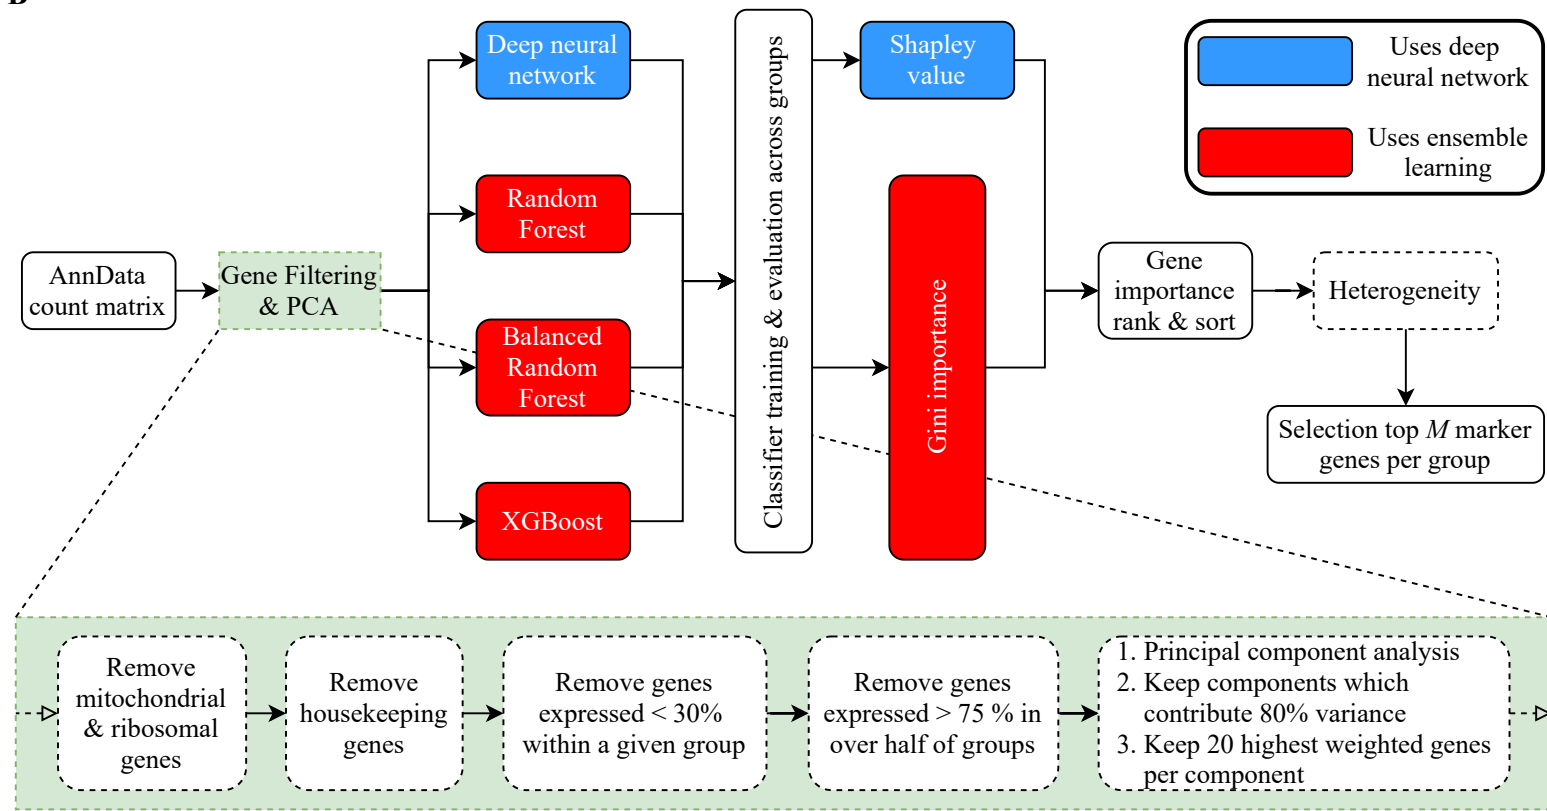 B
Deep neural
network
Shapley
value
Uses deep
neural network
Uses ensemble
learning
Random
Forest
AnnData
count matrix
Gene Filtering
& PCA
Balanced
Random
Forest
XGBoost
Classifier training & evaluation across groups
Gini importance
Gene
importance
rank & sort
Heterogeneity
Selection top M marker
genes per group
Remove
mitochondrial
& ribosomal
genes
Remove
housekeeping
genes
Remove genes
expressed < 30%
within a given group
Remove genes
expressed > 75 % in
over half of groups
1. Principal component analysis
2. Keep components which
contribute 80% variance
3. Keep 20 highest weighted genes
per component